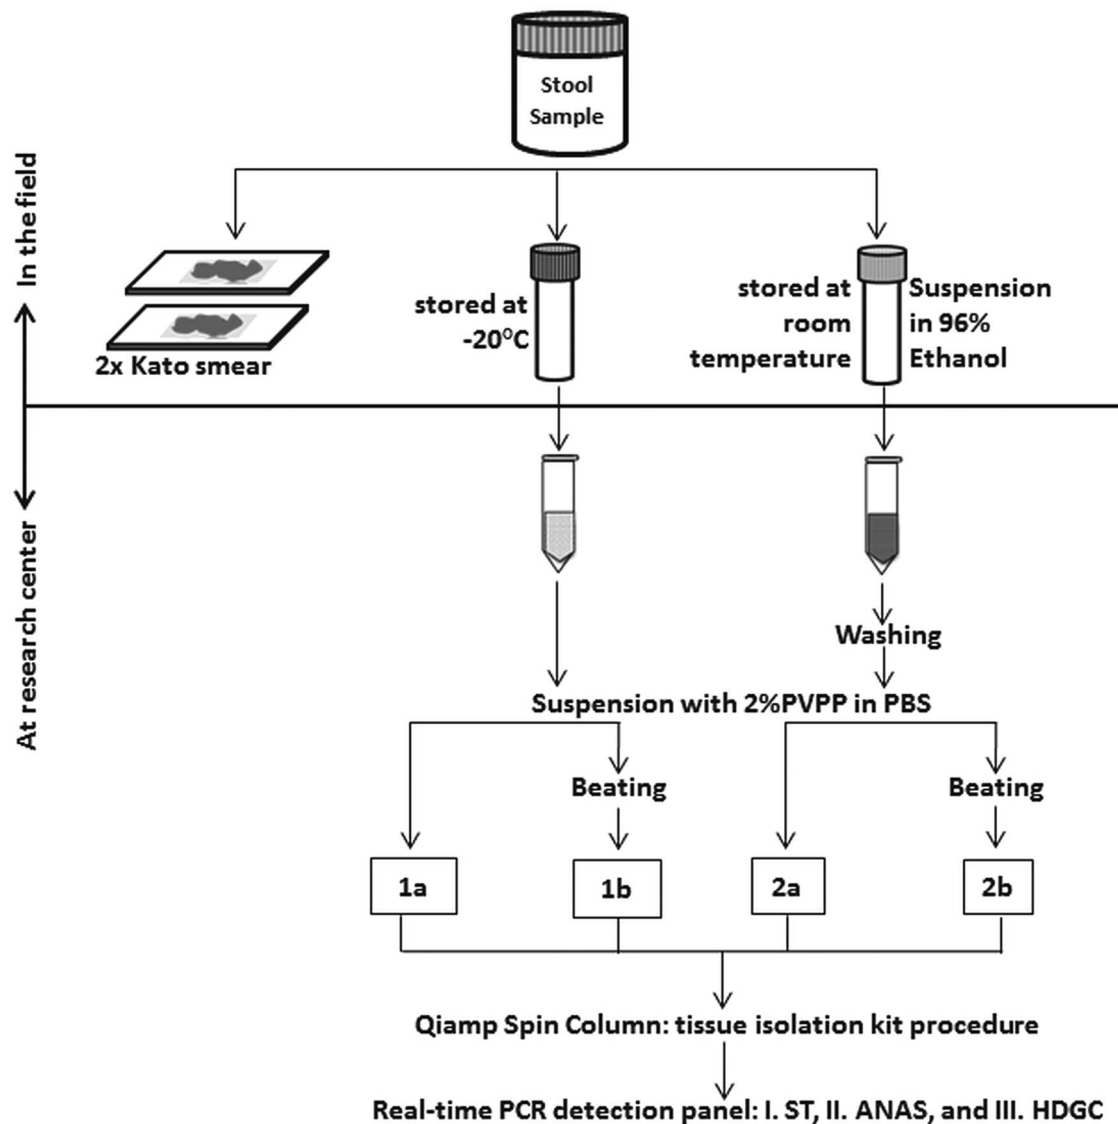 Stool
Sample
In the field
2x Kato smear
stored at
-20°C
stored at
room
temperature
Suspension
in 96%
Ethanol
At research center
Washing
Suspension with 2%PVPP in PBS
Beating
Beating
1a
1b
2a
2b
Qiamp Spin Column: tissue isolation kit procedure
Real-time PCR detection panel: I. ST, II. ANAS, and III. HDGC